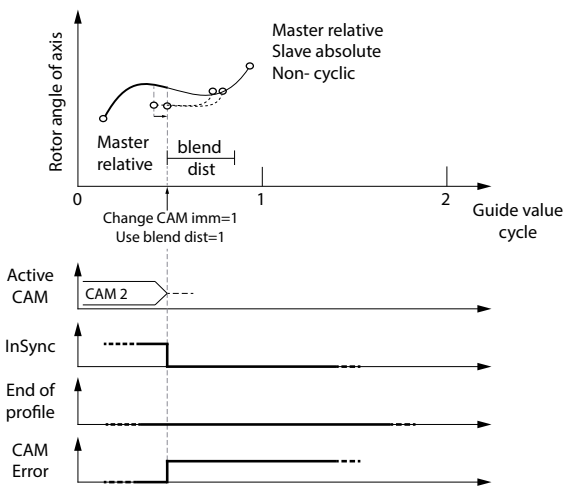 Rotor angle of axis
Master relative
Slave absolute
Non- cyclic
Master
relative
blend
dist
0
1
2
Guide value
cycle
Change CAM imm=1
Use blend dist=1
Active
CAM
CAM 2
InSync
End of
profile
CAM
Error